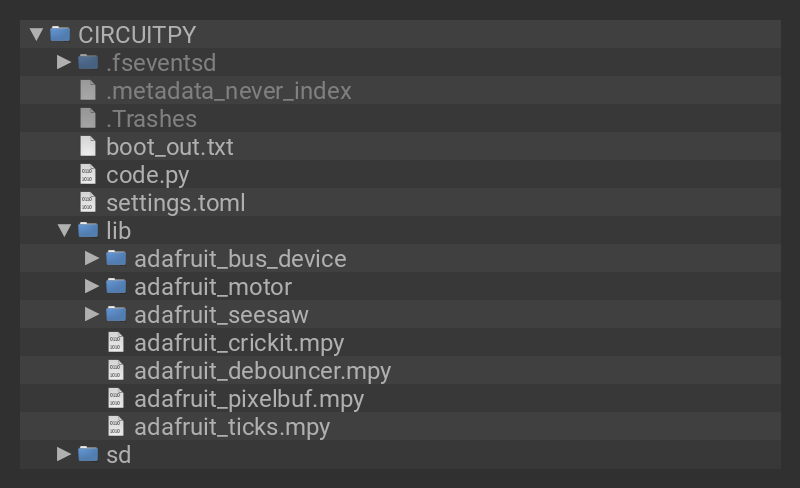 CIRCUITPY
.fseventsd
.metadata_never_index
.Trashes
boot_out.txt
code.py
settings.toml
lib
adafruit_bus_device
adafruit_motor
adafruit_seesaw
adafruit_crickit.mpy
adafruit_debouncer.mpy
adafruit_pixelbuf.mpy
adafruit_ticks.mpy
sd